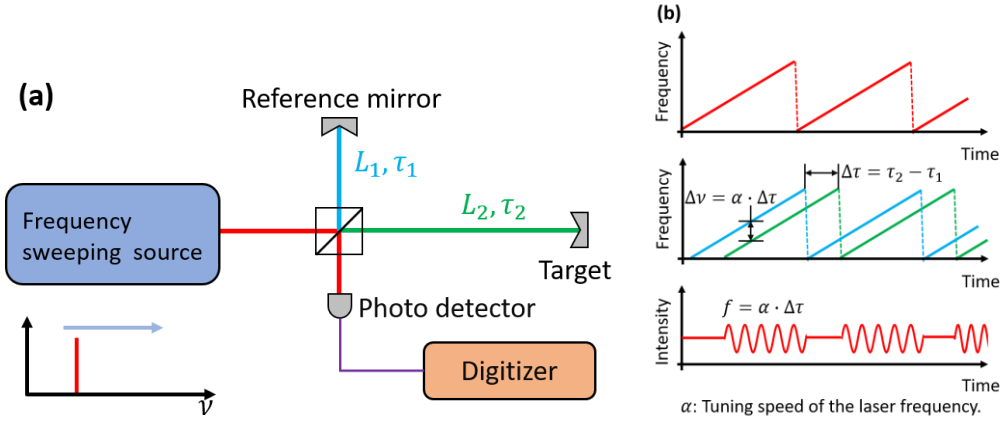 (a)
Reference mirror
L₁, τ₁
L₂, τ₂
Frequency
sweeping source
Target
Photo detector
Digitizer
ν
(b)
Frequency
Time
Δτ = τ₂ − τ₁
Δν = α · Δτ
Frequency
Time
f = α · Δτ
Intensity
Time
α: Tuning speed of the laser frequency.